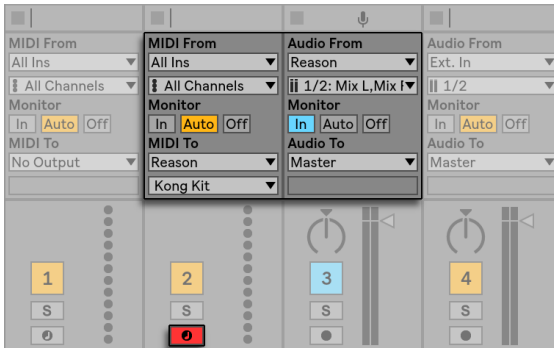 MIDI From MIDI From Audio From Audio From
All Ins All Ins Reason Ext. In
All Channels All Channels 1/2: Mix L,Mix 1/2
Monitor Monitor Monitor Monitor
In Auto Off In Auto Off In Auto Off In Auto Off
MIDI To MIDI To Audio To Audio To
No Output Reason Master Master
Kong Kit
1 2 3 4
S S S S